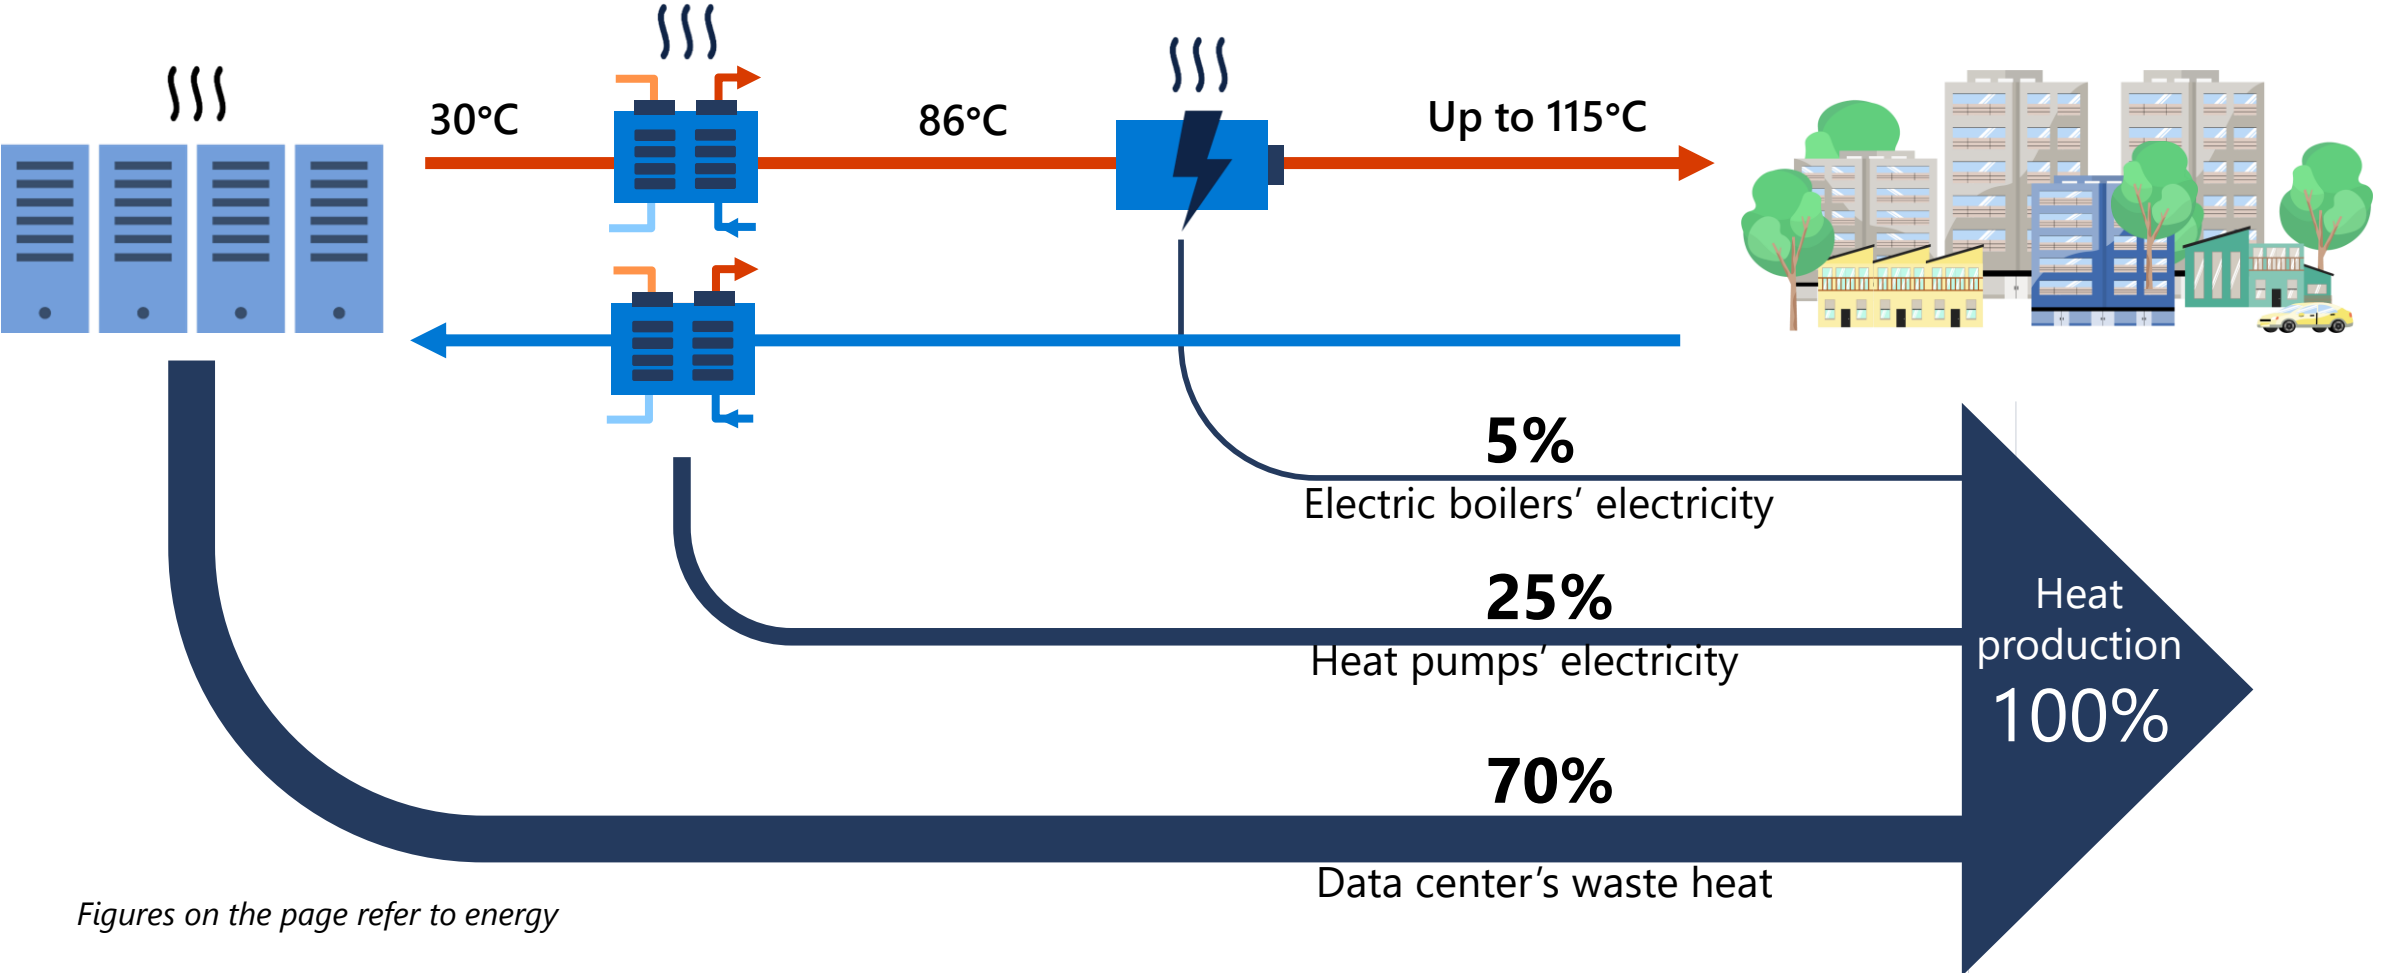 30°C
86°C
Up to 115°C
5%
Electric boilers’ electricity
25%
Heat pumps’ electricity
Heat
production
100%
70%
Data center’s waste heat
Figures on the page refer to energy